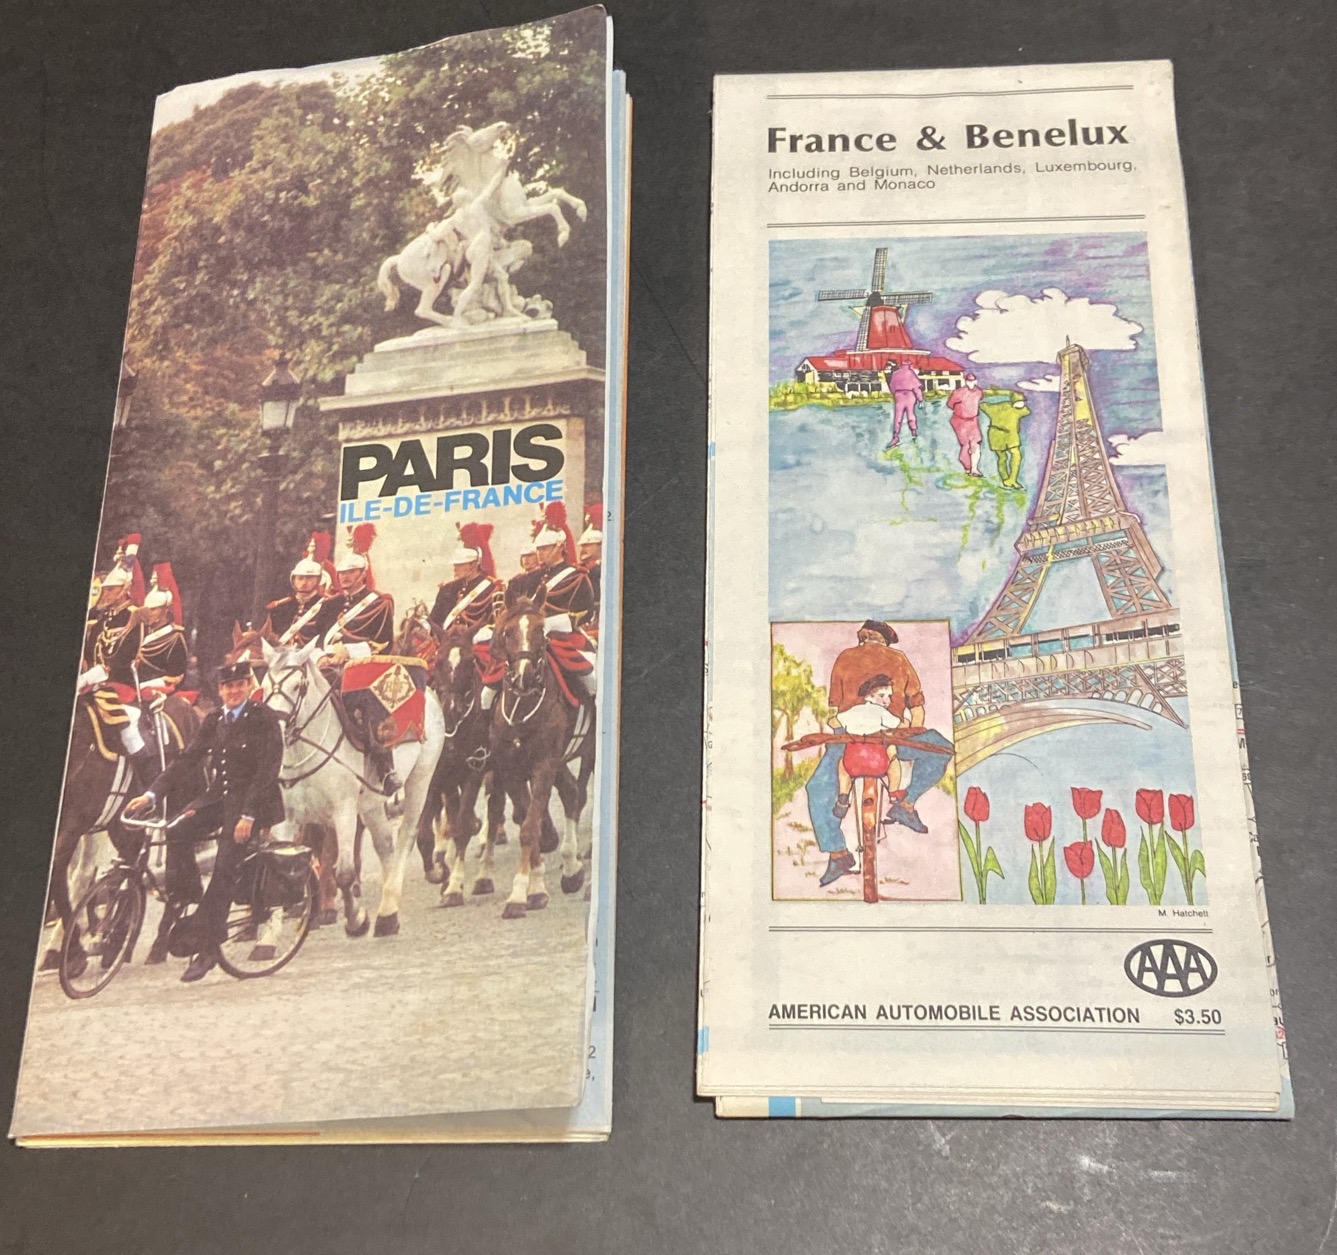 PARIS
ILE-DE-FRANCE
France & Benelux
Including Belgium, Netherlands, Luxembourg,
Andorra and Monaco
M. Hatchett
AAA
AMERICAN AUTOMOBILE ASSOCIATION $3.50